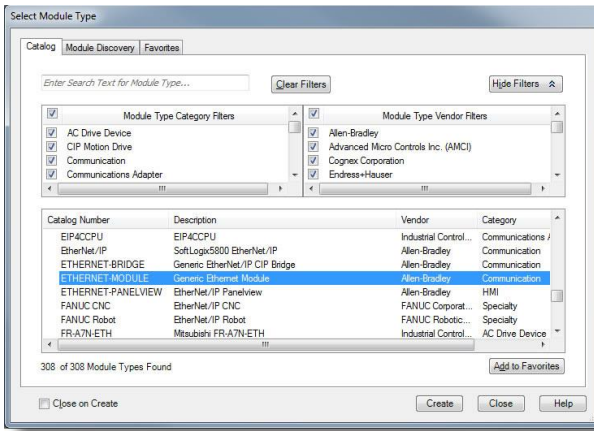 Select Module Type
Catalog Module Discovery Favorites
Enter Search Text for Module Type...
Clear Filters
Hide Filters
Module Type Category Filters
AC Drive Device
CIP Motion Drive
Communication
Communications Adapter
Module Type Vendor Filters
Allen-Bradley
Advanced Micro Controls Inc. (AMCI)
Cognex Corporation
Endress+Hauser
Catalog Number Description Vendor Category
EIP4CCPU EIP4CCPU Industrial Control... Communications A
EtherNet/IP SoftLogix5800 EtherNet/IP Allen-Bradley Communication
ETHERNET-BRIDGE Generic EtherNet/IP CIP Bridge Allen-Bradley Communication
ETHERNET-MODULE Generic Ethernet Module Allen-Bradley Communication
ETHERNET-PANELVIEW EtherNet/IP Panelview Allen-Bradley HMI
FANUC CNC EtherNet/IP CNC FANUC Corporat... Specialty
FANUC Robot EtherNet/IP Robot FANUC Robotic... Specialty
FR-A7N-ETH Mitsubishi FR-A7N-ETH Industrial Control... AC Drive Device
308 of 308 Module Types Found
Add to Favorites
Close on Create
Create
Close
Help